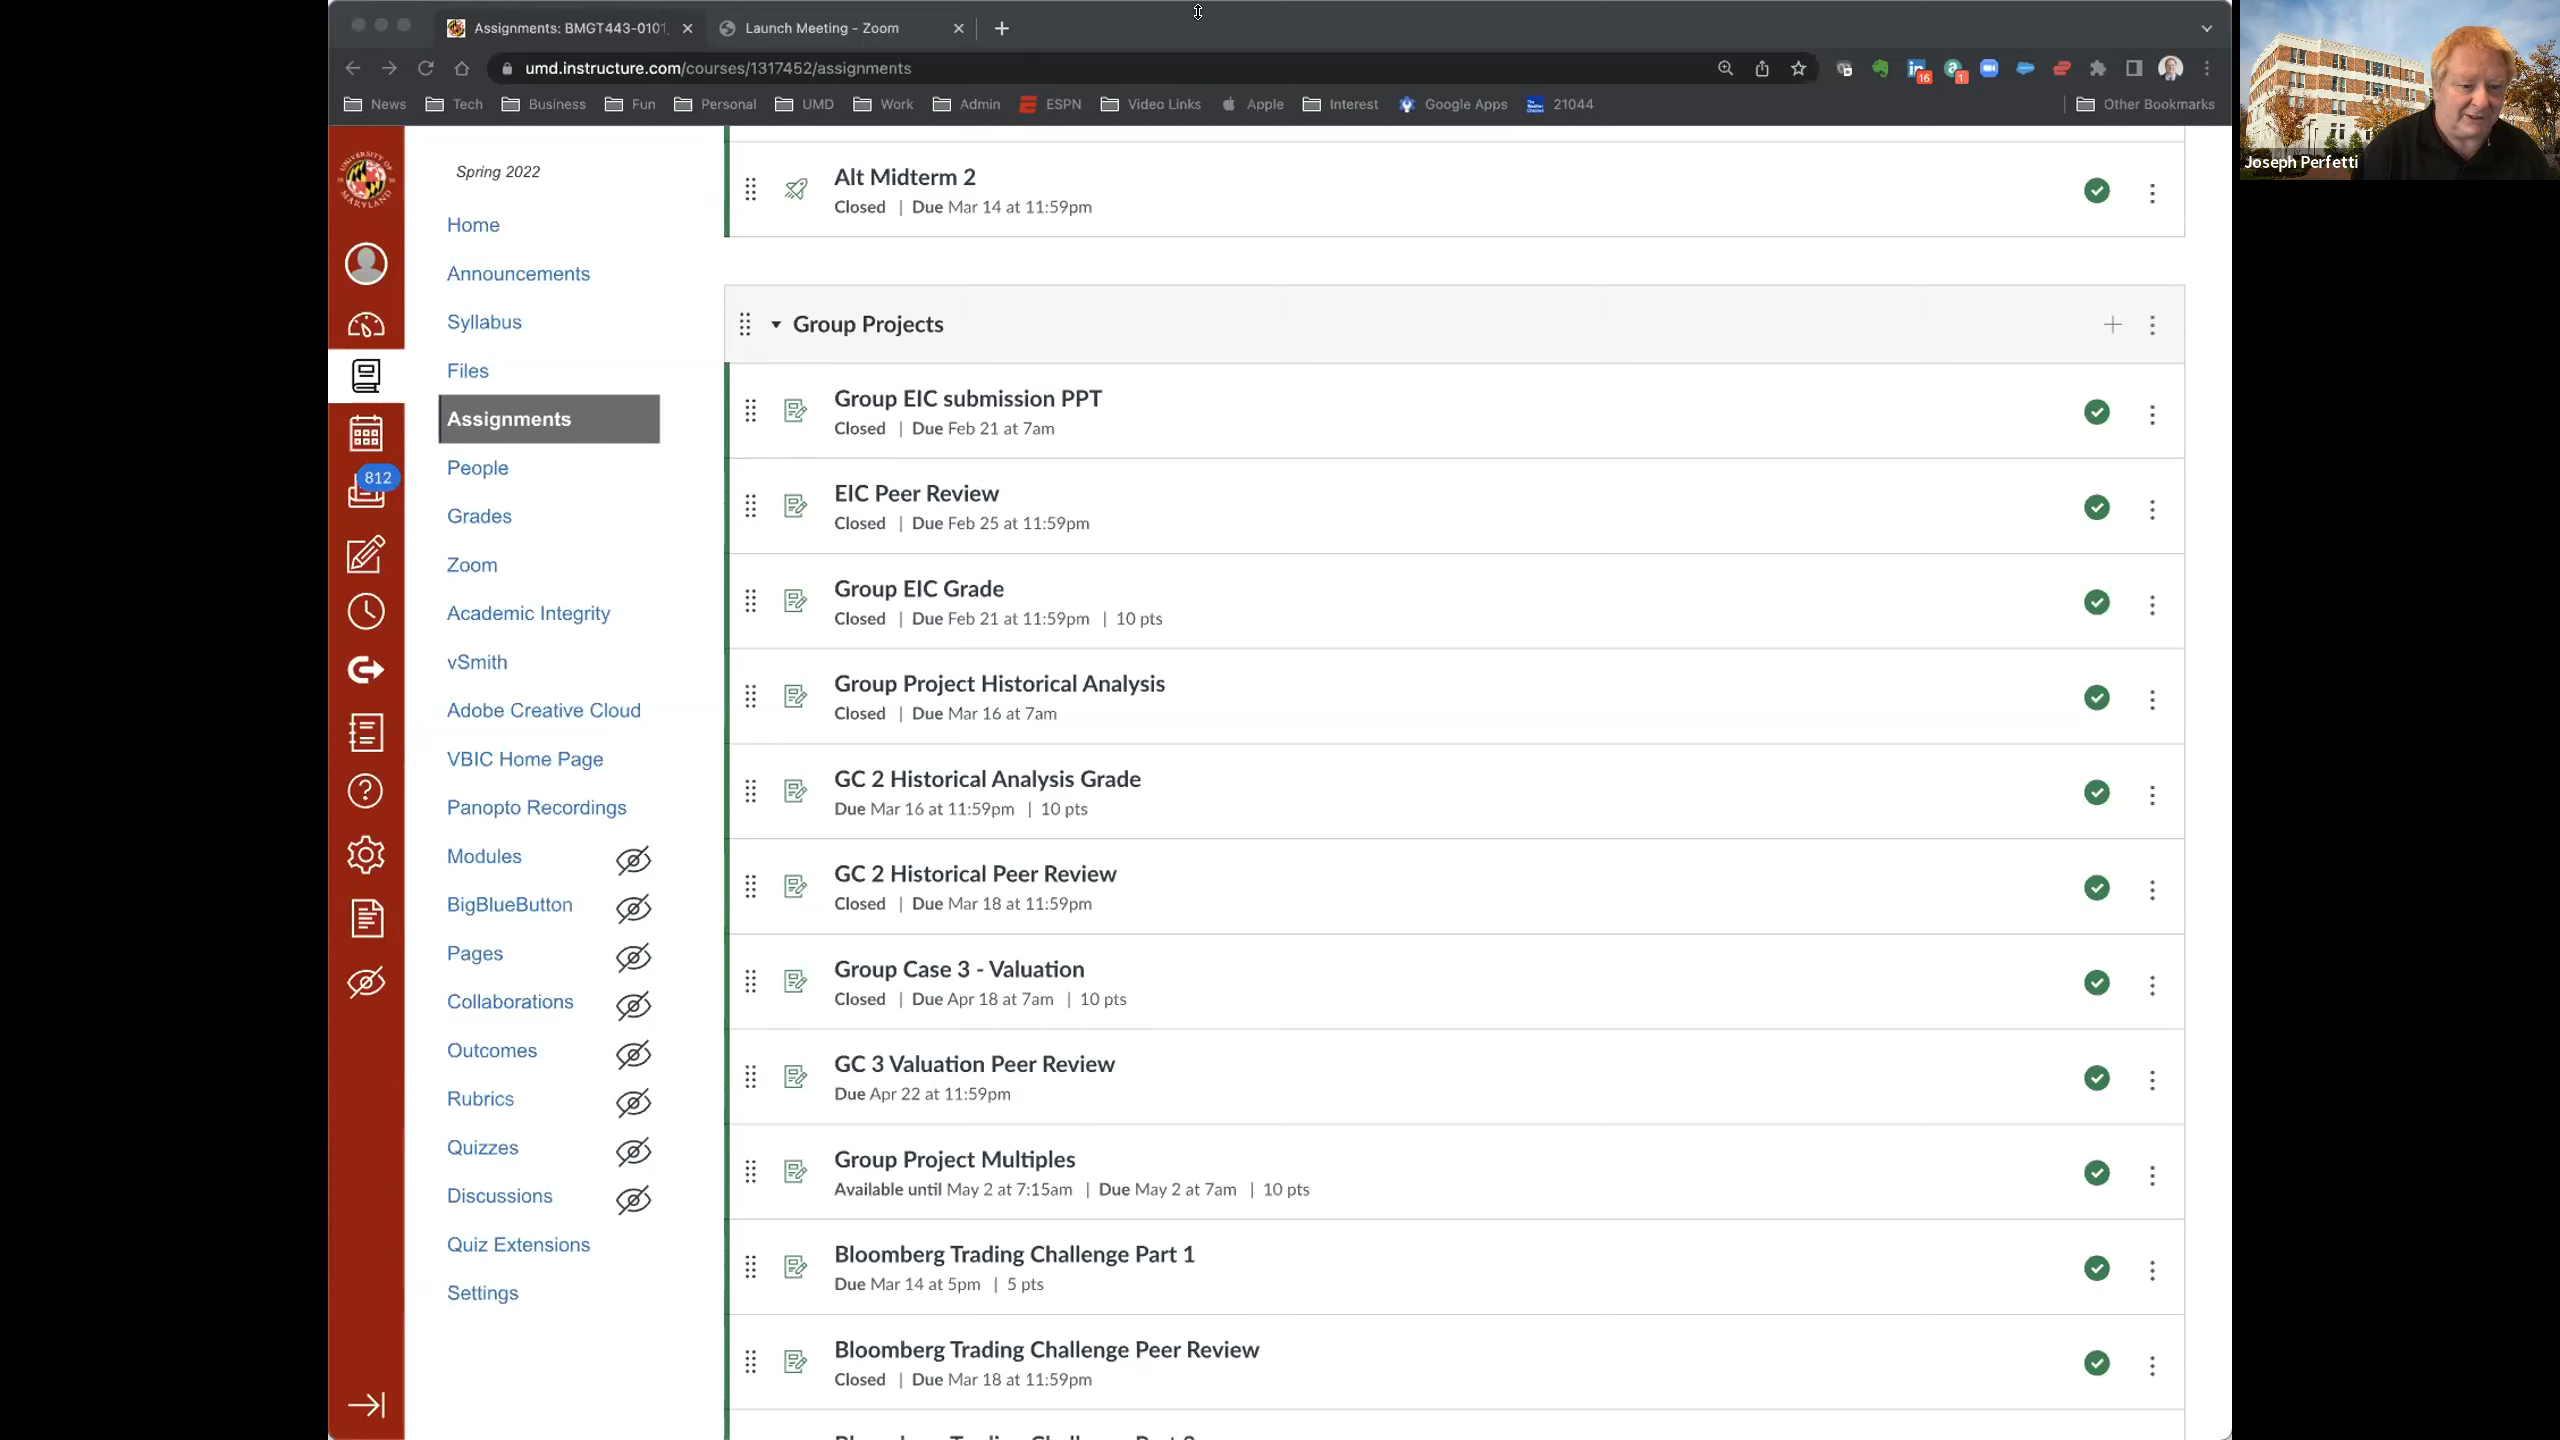 Assignments: BMGT443-0101
Launch Meeting - Zoom
umd.instructure.com/courses/1317452/assignments
16
1
News
Tech
Business
Fun
Personal
UMD
Work
Admin
ESPN
Video Links
Apple
Interest
Google Apps
21044
Other Bookmarks
Joseph Perfetti
UNIVERSITY OF
MARYLAND
812
Spring 2022
Home
Announcements
Syllabus
Files
Assignments
People
Grades
Zoom
Academic Integrity
vSmith
Adobe Creative Cloud
VBIC Home Page
Panopto Recordings
Modules
BigBlueButton
Pages
Collaborations
Outcomes
Rubrics
Quizzes
Discussions
Quiz Extensions
Settings
Alt Midterm 2
Closed | Due Mar 14 at 11:59pm
Group Projects
Group EIC submission PPT
Closed | Due Feb 21 at 7am
EIC Peer Review
Closed | Due Feb 25 at 11:59pm
Group EIC Grade
Closed | Due Feb 21 at 11:59pm | 10 pts
Group Project Historical Analysis
Closed | Due Mar 16 at 7am
GC 2 Historical Analysis Grade
Due Mar 16 at 11:59pm | 10 pts
GC 2 Historical Peer Review
Closed | Due Mar 18 at 11:59pm
Group Case 3 - Valuation
Closed | Due Apr 18 at 7am | 10 pts
GC 3 Valuation Peer Review
Due Apr 22 at 11:59pm
Group Project Multiples
Available until May 2 at 7:15am | Due May 2 at 7am | 10 pts
Bloomberg Trading Challenge Part 1
Due Mar 14 at 5pm | 5 pts
Bloomberg Trading Challenge Peer Review
Closed | Due Mar 18 at 11:59pm